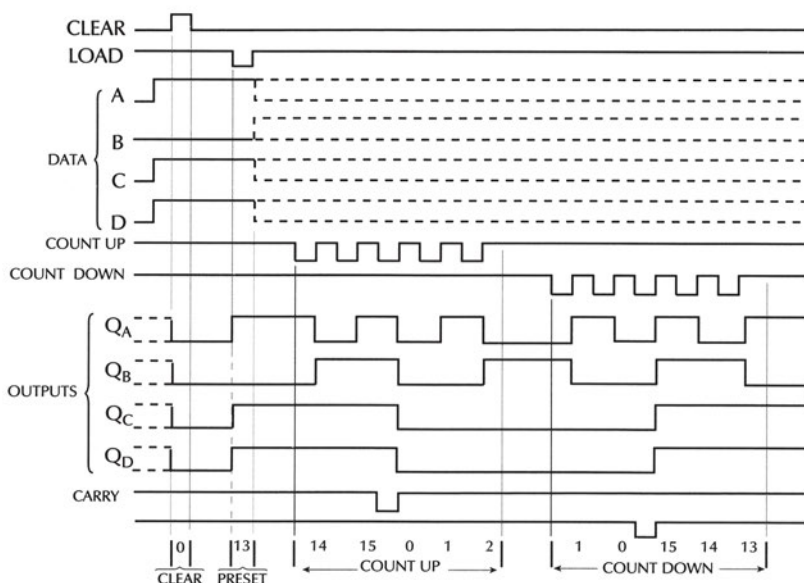 CLEAR
LOAD
A
B
DATA
C
D
COUNT UP
COUNT DOWN
QA
QB
OUTPUTS
QC
QD
CARRY
0 13 14 15 0 1 2 1 0 15 14 13
CLEAR PRESET COUNT UP COUNT DOWN